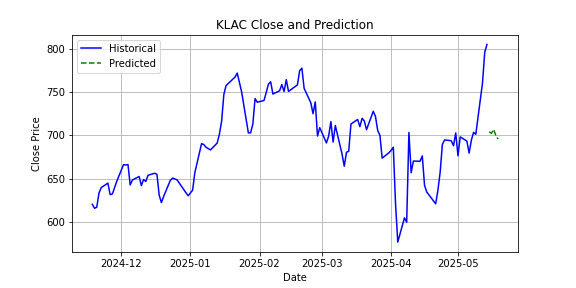 KLAC Close and Prediction
Historical
Predicted
Close Price
800
750
700
650
600
2024-12 2025-01 2025-02 2025-03 2025-04 2025-05
Date